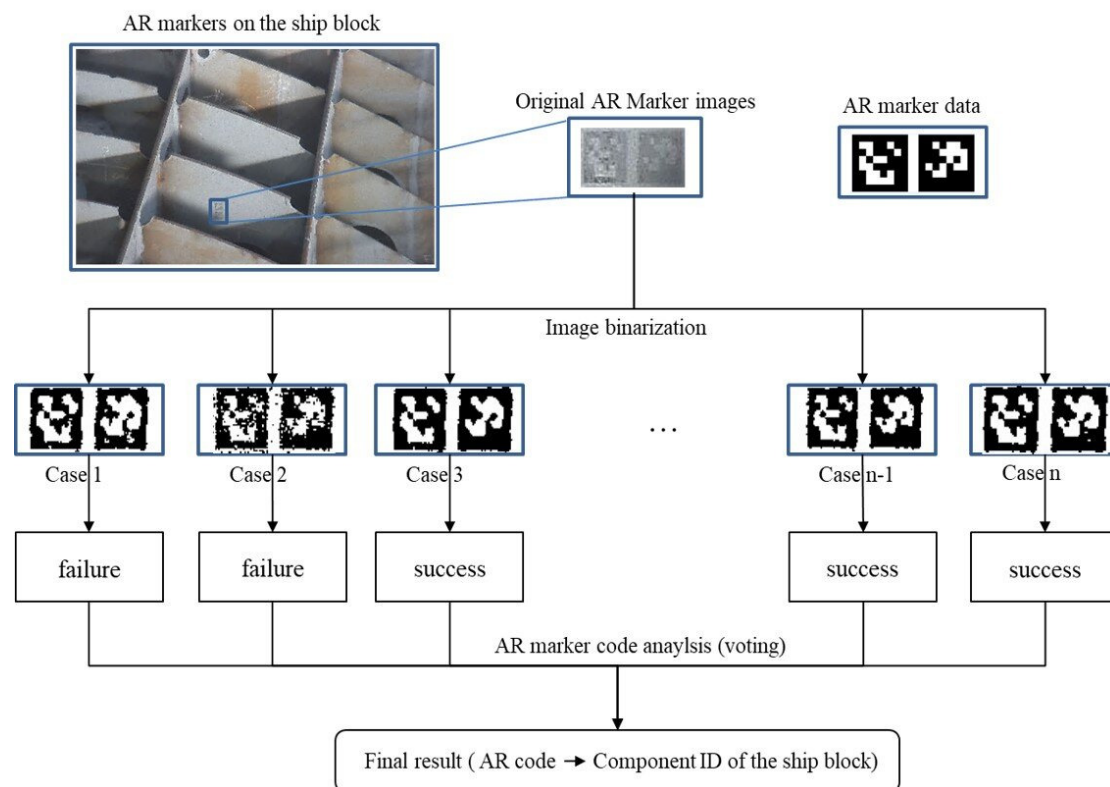 AR markers on the ship block
Original AR Marker images
AR marker data
Image binarization
Case 1
Case 2
Case 3
...
Case n-1
Case n
failure
failure
success
success
success
AR marker code anaylsis (voting)
Final result ( AR code → Component ID of the ship block)